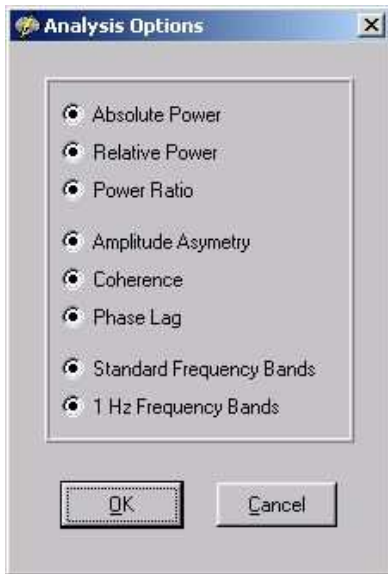 Analysis Options
Absolute Power
Relative Power
Power Ratio
Amplitude Asymetry
Coherence
Phase Lag
Standard Frequency Bands
1 Hz Frequency Bands
OK
Cancel